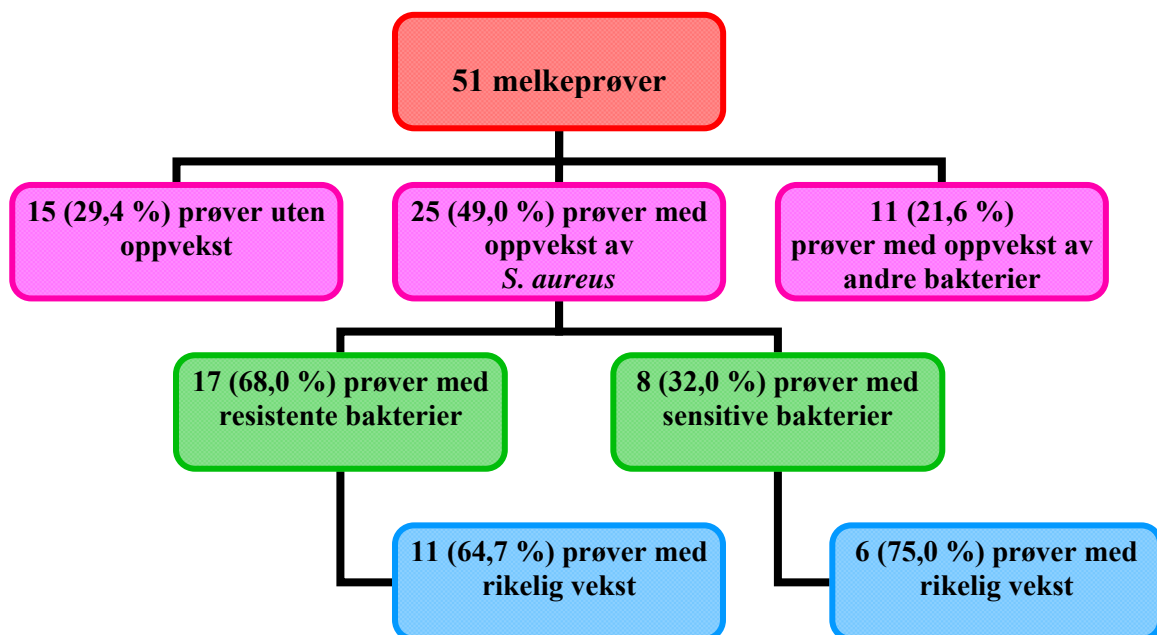 51 melkeprøver
15 (29,4 %) prøver uten
oppvekst
25 (49,0 %) prøver med
oppvekst av
S. aureus
11 (21,6 %)
prøver med oppvekst av
andre bakterier
17 (68,0 %) prøver med
resistente bakterier
8 (32,0 %) prøver med
sensitive bakterier
11 (64,7 %) prøver med
rikelig vekst
6 (75,0 %) prøver med
rikelig vekst